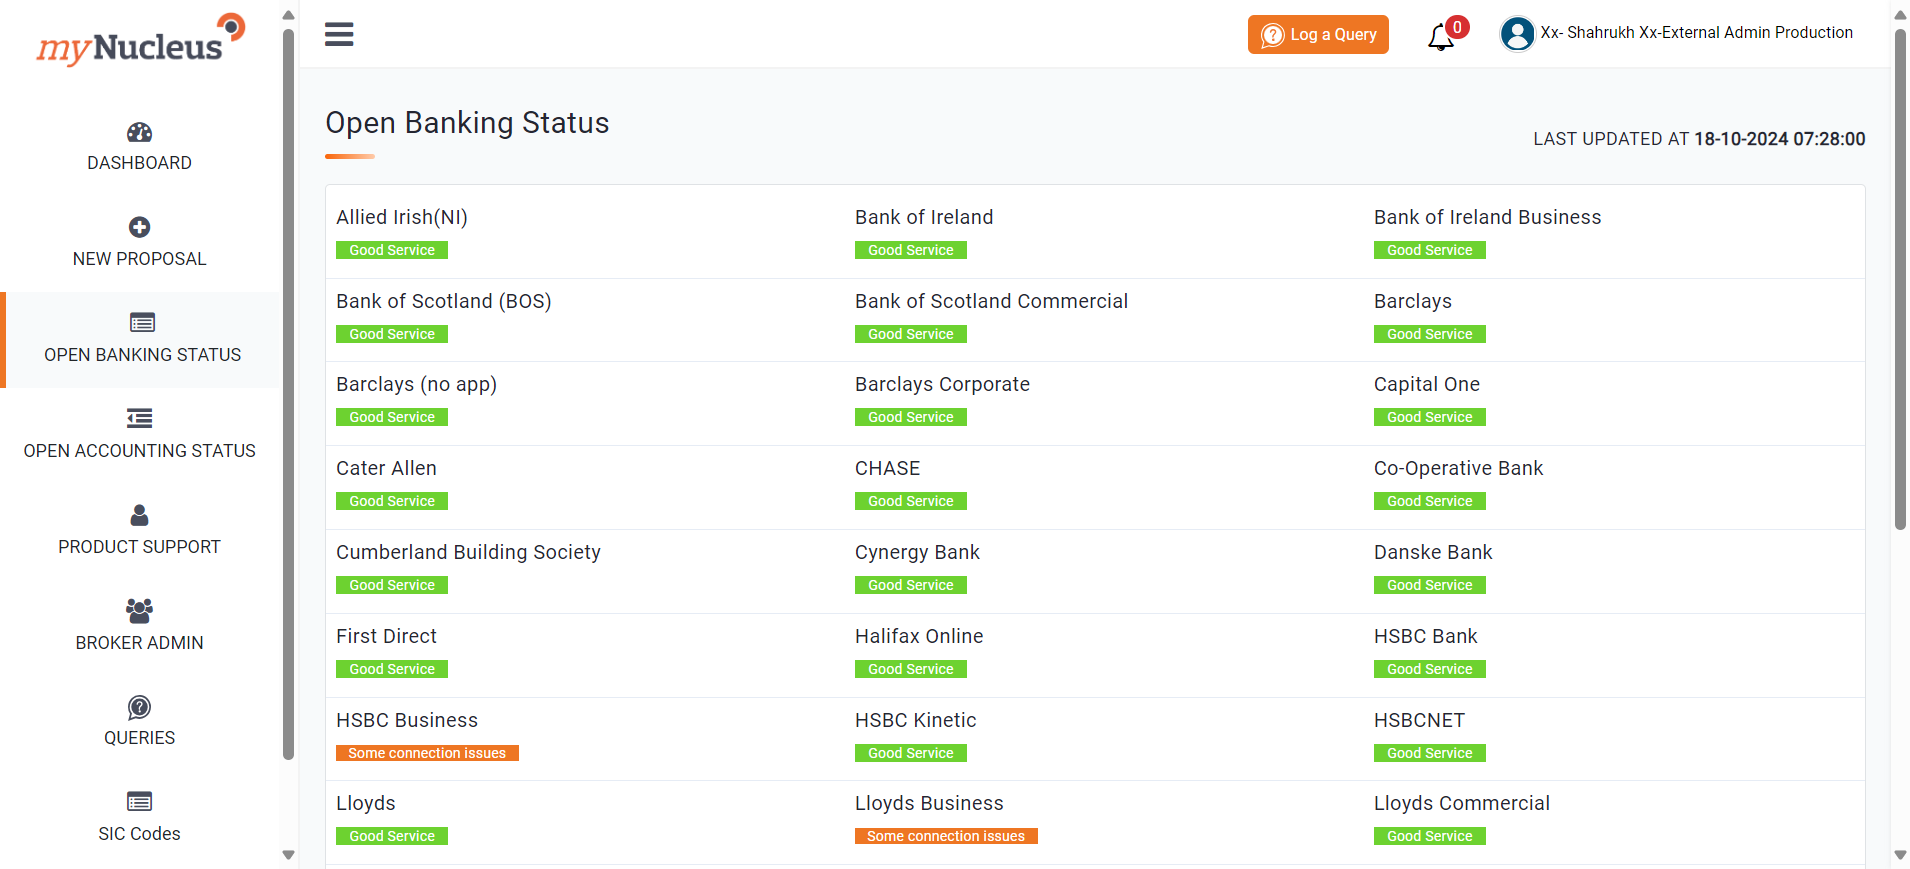 myNucleus
Log a Query
0
Xx- Shahrukh Xx-External Admin Production
DASHBOARD
NEW PROPOSAL
OPEN BANKING STATUS
OPEN ACCOUNTING STATUS
PRODUCT SUPPORT
BROKER ADMIN
QUERIES
SIC Codes
Open Banking Status
LAST UPDATED AT 18-10-2024 07:28:00
Allied Irish(NI)
Good Service
Bank of Ireland
Good Service
Bank of Ireland Business
Good Service
Bank of Scotland (BOS)
Good Service
Bank of Scotland Commercial
Good Service
Barclays
Good Service
Barclays (no app)
Good Service
Barclays Corporate
Good Service
Capital One
Good Service
Cater Allen
Good Service
CHASE
Good Service
Co-Operative Bank
Good Service
Cumberland Building Society
Good Service
Cynergy Bank
Good Service
Danske Bank
Good Service
First Direct
Good Service
Halifax Online
Good Service
HSBC Bank
Good Service
HSBC Business
Some connection issues
HSBC Kinetic
Good Service
HSBCNET
Good Service
Lloyds
Good Service
Lloyds Business
Some connection issues
Lloyds Commercial
Good Service